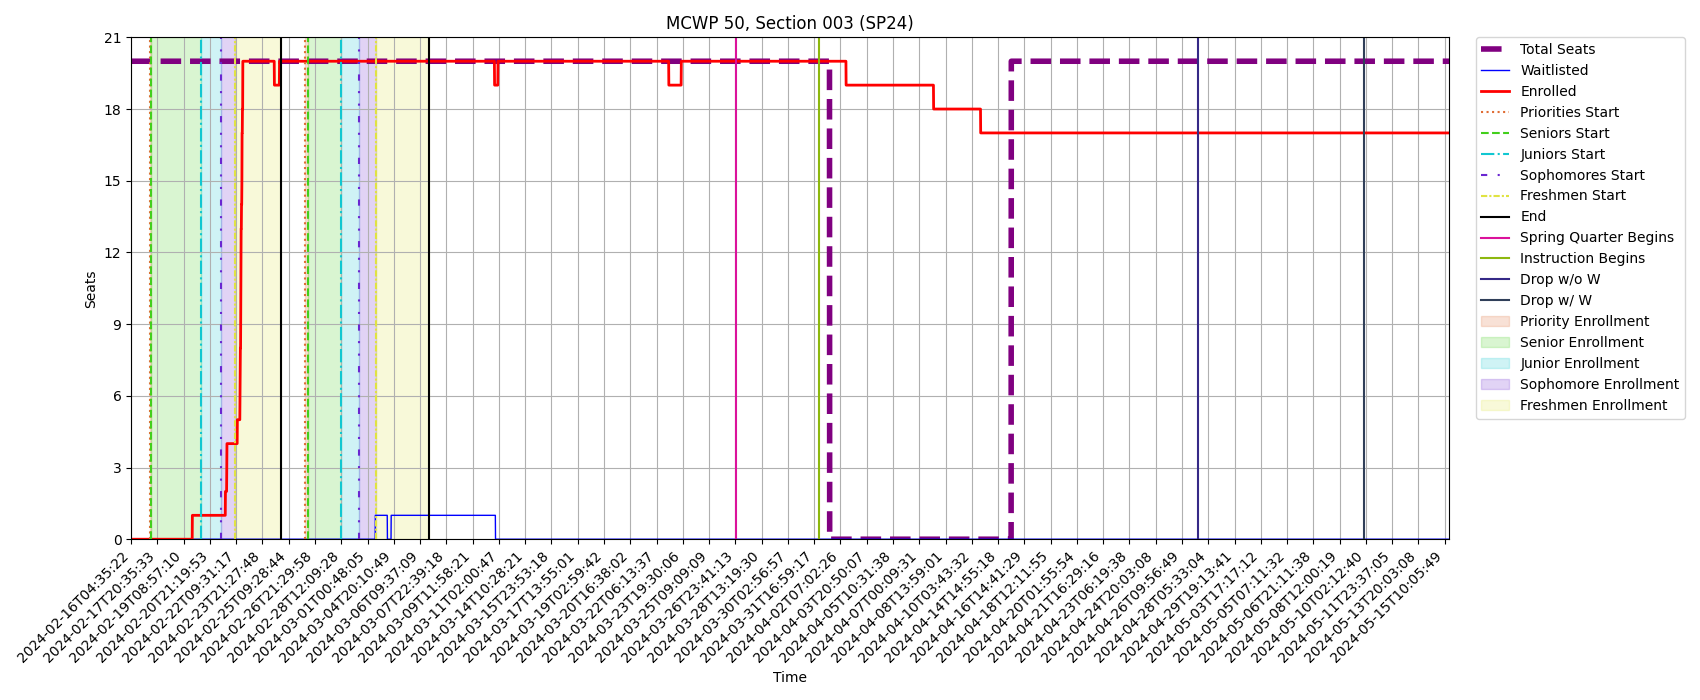 MCWP 50, Section 003 (SP24)
21
18
15
12
9
6
3
0
Seats
2024-02-16T04:35:22
2024-02-17T20:35:33
2024-02-19T08:57:10
2024-02-20T21:19:53
2024-02-22T09:31:17
2024-02-23T21:27:48
2024-02-25T09:28:44
2024-02-26T21:29:58
2024-02-28T12:09:28
2024-03-01T00:48:05
2024-03-04T20:10:49
2024-03-06T09:37:09
2024-03-07T22:39:18
2024-03-09T11:58:21
2024-03-11T02:00:47
2024-03-14T10:28:21
2024-03-15T23:53:18
2024-03-17T13:55:01
2024-03-19T02:59:42
2024-03-20T16:38:02
2024-03-22T06:13:37
2024-03-23T19:30:06
2024-03-25T09:09:09
2024-03-26T23:41:13
2024-03-28T13:19:30
2024-03-30T02:56:57
2024-03-31T16:59:17
2024-04-02T07:02:26
2024-04-03T20:50:07
2024-04-05T10:31:38
2024-04-07T00:09:31
2024-04-08T13:59:01
2024-04-10T03:43:32
2024-04-14T14:55:18
2024-04-16T14:41:29
2024-04-18T12:11:55
2024-04-20T01:55:54
2024-04-21T16:29:16
2024-04-23T06:19:38
2024-04-24T20:03:08
2024-04-26T09:56:49
2024-04-28T05:33:04
2024-04-29T19:13:41
2024-05-03T17:17:12
2024-05-05T07:11:32
2024-05-06T21:11:38
2024-05-08T12:00:19
2024-05-10T02:12:40
2024-05-11T23:37:05
2024-05-13T20:03:08
2024-05-15T10:05:49
Time
Total Seats
Waitlisted
Enrolled
Priorities Start
Seniors Start
Juniors Start
Sophomores Start
Freshmen Start
End
Spring Quarter Begins
Instruction Begins
Drop w/o W
Drop w/ W
Priority Enrollment
Senior Enrollment
Junior Enrollment
Sophomore Enrollment
Freshmen Enrollment